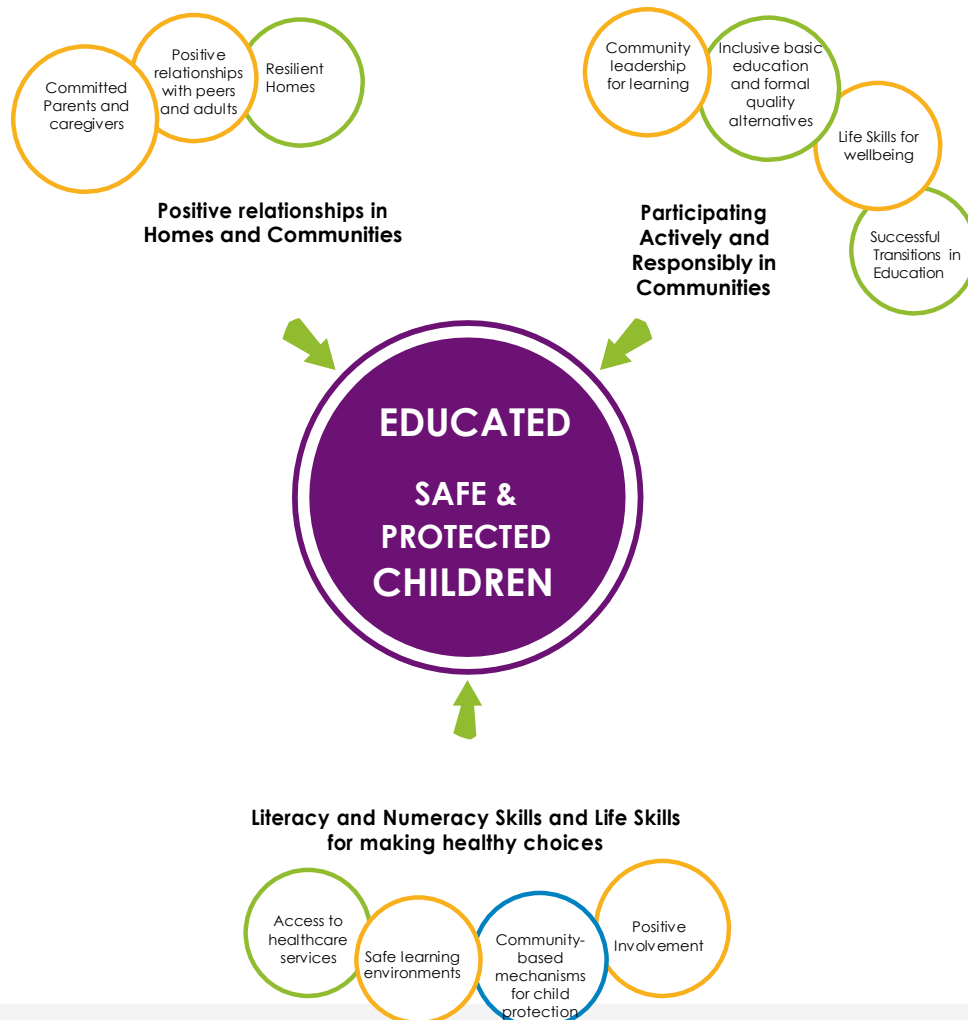 Committed
Parents and
caregivers
Positive
relationships
with peers
and adults
Resilient
Homes
Positive relationships in
Homes and Communities
Community
leadership
for learning
Inclusive basic
education
and formal
quality
alternatives
Life Skills for
wellbeing
Successful
Transitions in
Education
Participating
Actively and
Responsibly in
Communities
EDUCATED
SAFE &
PROTECTED
CHILDREN
Literacy and Numeracy Skills and Life Skills
for making healthy choices
Access to
healthcare
services
Safe learning
environments
Community-
based
mechanisms
for child
protection
Positive
Involvement